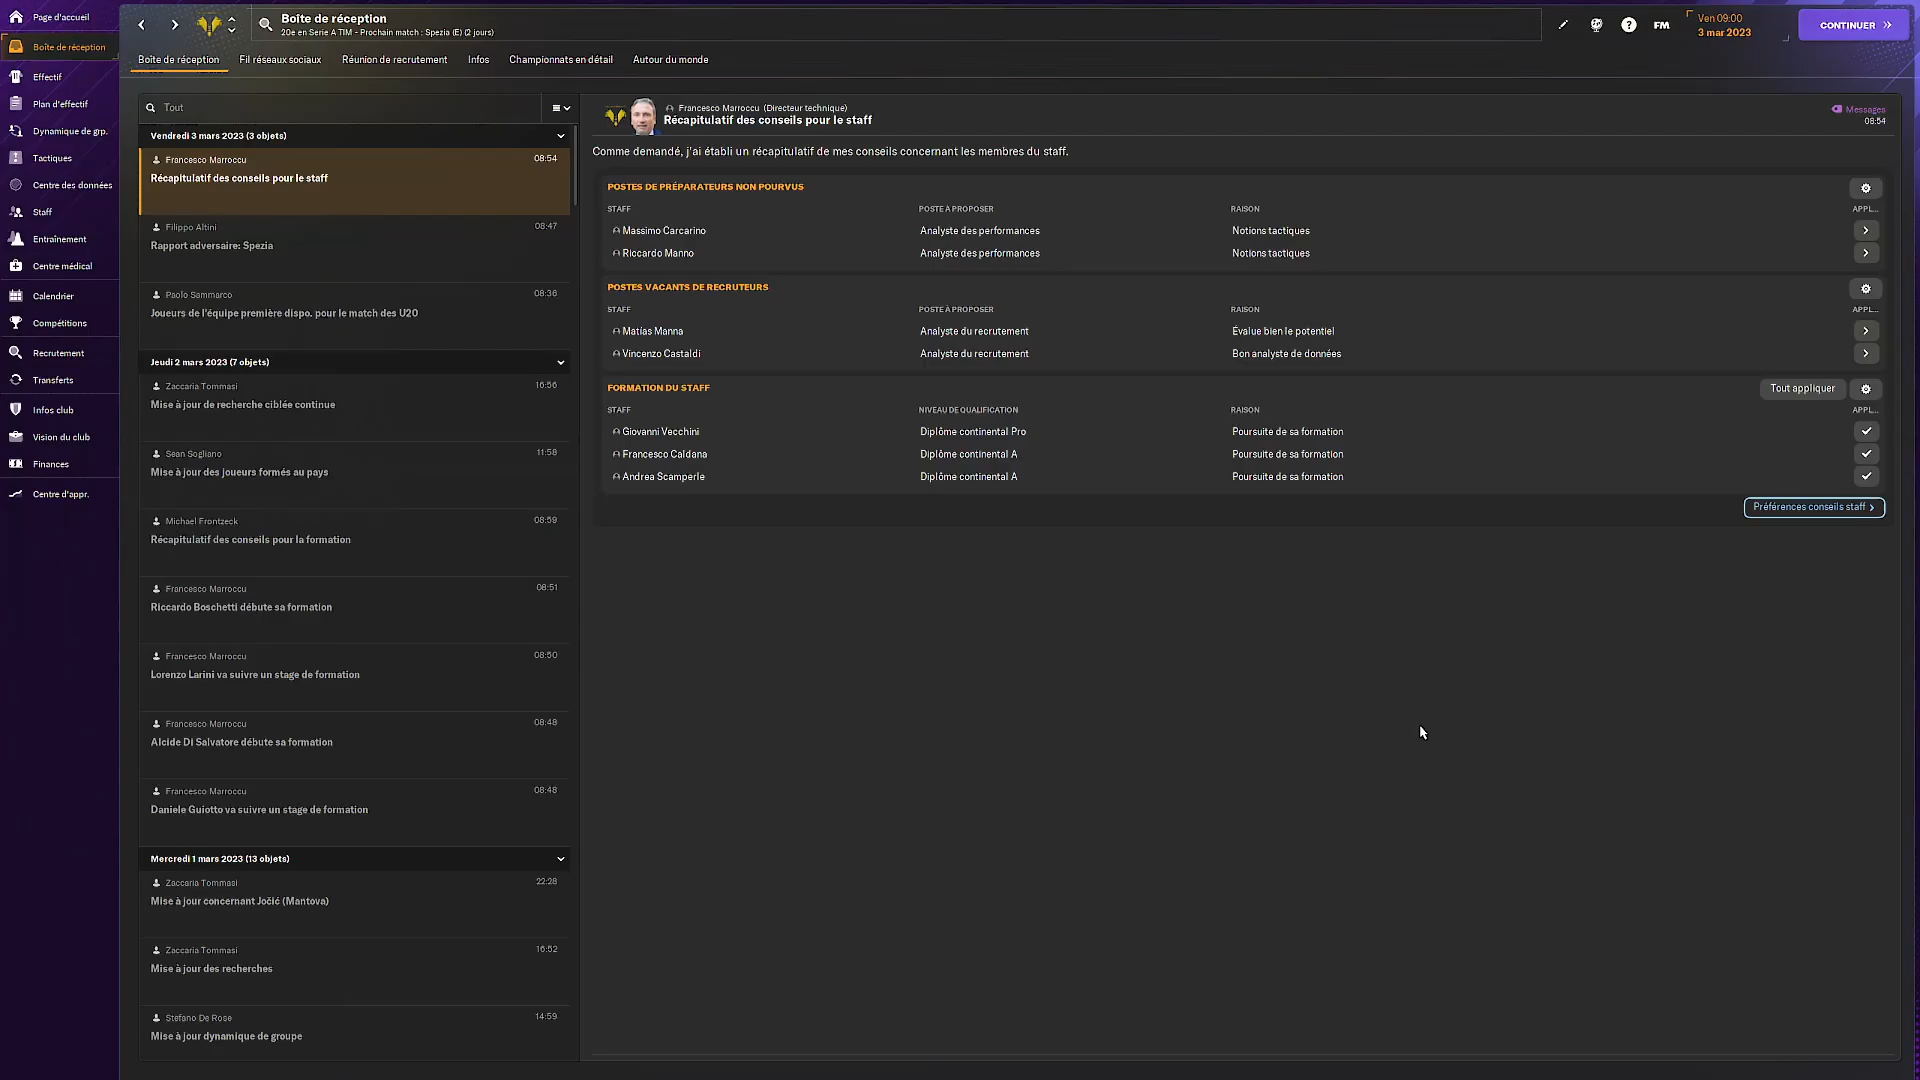 Page d'accueil
Boîte de réception
Effectif
Plan d'effectif
Dynamique de grp.
Tactiques
Centre des données
Staff
Entraînement
Centre médical
Calendrier
Compétitions
Recrutement
Transferts
Infos club
Vision du club
Finances
Centre d'appr.
Boîte de réception
20e en Serie A TIM - Prochain match : Spezia (E) (2 jours)
FM
Ven 09:00
3 mar 2023
CONTINUER
Boîte de réception
Fil réseaux sociaux
Réunion de recrutement
Infos
Championnats en détail
Autour du monde
Tout
Vendredi 3 mars 2023 (3 objets)
Francesco Marroccu 08:54
Récapitulatif des conseils pour le staff
Filippo Altini 08:47
Rapport adversaire: Spezia
Paolo Sammarco 08:36
Joueurs de l'équipe première dispo. pour le match des U20
Jeudi 2 mars 2023 (7 objets)
Zaccaria Tommasi 16:56
Mise à jour de recherche ciblée continue
Sean Sogliano 11:58
Mise à jour des joueurs formés au pays
Michael Frontzeck 08:59
Récapitulatif des conseils pour la formation
Francesco Marroccu 08:51
Riccardo Boschetti débute sa formation
Francesco Marroccu 08:50
Lorenzo Larini va suivre un stage de formation
Francesco Marroccu 08:48
Alcide Di Salvatore débute sa formation
Francesco Marroccu 08:48
Daniele Guiotto va suivre un stage de formation
Mercredi 1 mars 2023 (13 objets)
Zaccaria Tommasi 22:28
Mise à jour concernant Jočić (Mantova)
Zaccaria Tommasi 16:52
Mise à jour des recherches
Stefano De Rose 14:59
Mise à jour dynamique de groupe
Francesco Marroccu (Directeur technique)
Récapitulatif des conseils pour le staff
Messages
08:54
Comme demandé, j'ai établi un récapitulatif de mes conseils concernant les membres du staff.
POSTES DE PRÉPARATEURS NON POURVUS
STAFF POSTE À PROPOSER RAISON APPL...
Massimo Carcarino Analyste des performances Notions tactiques
Riccardo Manno Analyste des performances Notions tactiques
POSTES VACANTS DE RECRUTEURS
STAFF POSTE À PROPOSER RAISON APPL...
Matías Manna Analyste du recrutement Évalue bien le potentiel
Vincenzo Castaldi Analyste du recrutement Bon analyste de données
FORMATION DU STAFF Tout appliquer
STAFF NIVEAU DE QUALIFICATION RAISON APPL...
Giovanni Vecchini Diplôme continental Pro Poursuite de sa formation
Francesco Caldana Diplôme continental A Poursuite de sa formation
Andrea Scamperle Diplôme continental A Poursuite de sa formation
Préférences conseils staff